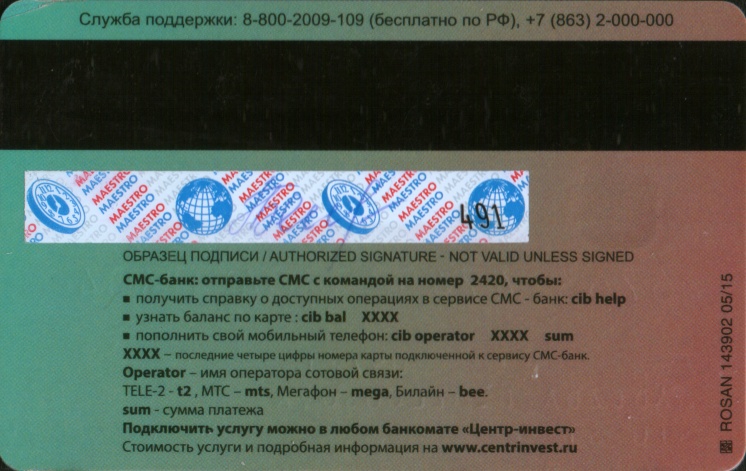 Служба поддержки: 8-800-2009-109 (бесплатно по РФ), +7 (863) 2-000-000
MAESTRO MAESTRO MAESTRO MAESTRO
491
ОБРАЗЕЦ ПОДПИСИ / AUTHORIZED SIGNATURE - NOT VALID UNLESS SIGNED
СМС-банк: отправьте СМС с командой на номер 2420, чтобы:
▪ получить справку о доступных операциях в сервисе СМС - банк: cib help
▪ узнать баланс по карте : cib bal XXXX
▪ пополнить свой мобильный телефон: cib operator XXXX sum
XXXX – последние четыре цифры номера карты подключенной к сервису СМС-банк.
Operator – имя оператора сотовой связи:
TELE-2 - t2 , МТС – mts, Мегафон – mega, Билайн – bee.
sum - сумма платежа
Подключить услугу можно в любом банкомате «Центр-инвест»
Стоимость услуги и подробная информация на www.centrinvest.ru
ROSAN 143902 05/15